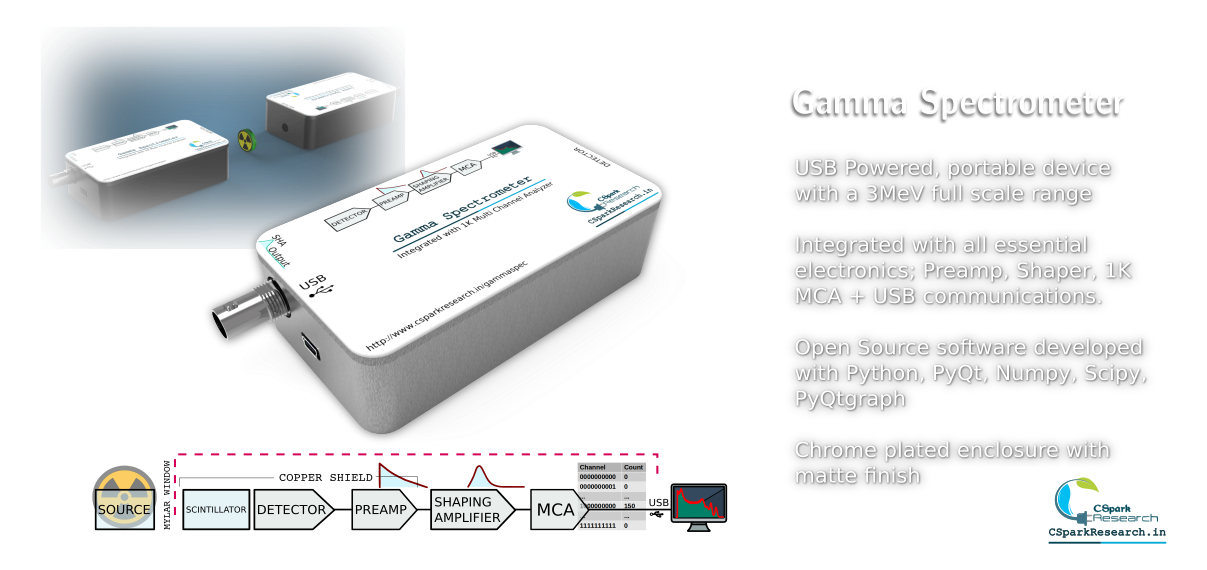 Gamma Spectrometer
USB Powered, portable device
with a 3MeV full scale range
Integrated with all essential
electronics; Preamp, Shaper, 1K
MCA + USB communications.
Open Source software developed
with Python, PyQt, Numpy, Scipy,
PyQtgraph
Chrome plated enclosure with
matte finish
CSpark
Research
CSparkResearch.in
DETECTOR
PREAMP
SHAPING
AMPLIFIER
MCA
DETECTOR
Gamma Spectrometer
Integrated with 1K Multi Channel Analyzer
CSpark
Research
CSparkResearch.in
SHA
Output
USB
http://www.csparkresearch.in/gammaspec
Gamma Spectrometer
SOURCE
MYLAR WINDOW
COPPER SHIELD
SCINTILLATOR
DETECTOR
PREAMP
SHAPING
AMPLIFIER
MCA
Channel Count
0000000000 0
0000000001 0
... ...
0000000 150
...
1111111111 0
USB